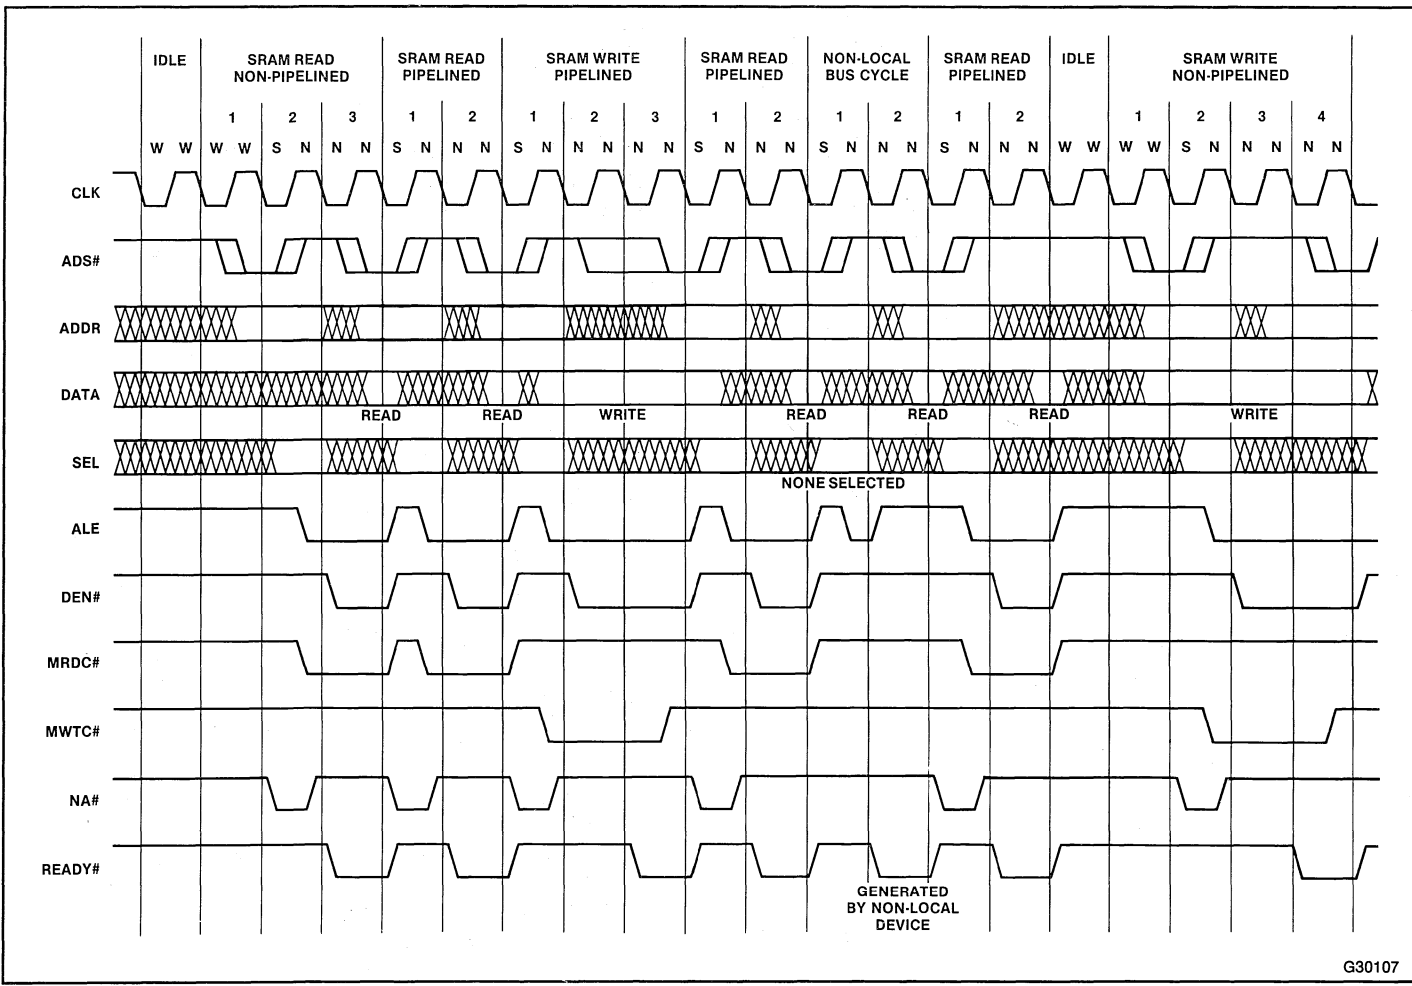 IDLE
SRAM READ
NON-PIPELINED
SRAM READ
PIPELINED
SRAM WRITE
PIPELINED
SRAM READ
PIPELINED
NON-LOCAL
BUS CYCLE
SRAM READ
PIPELINED
IDLE
SRAM WRITE
NON-PIPELINED
1 2 3 1 2 1 2 3 1 2 1 2 1 2 1 2 3 4
W W W W S N N N S N N N S N N N N N S N N N S N N N S N N N W W W W S N N N N N
CLK
ADS#
ADDR
DATA
READ READ WRITE READ READ READ WRITE
SEL
NONE SELECTED
ALE
DEN#
MRDC#
MWTC#
NA#
READY#
GENERATED
BY NON-LOCAL
DEVICE
G30107